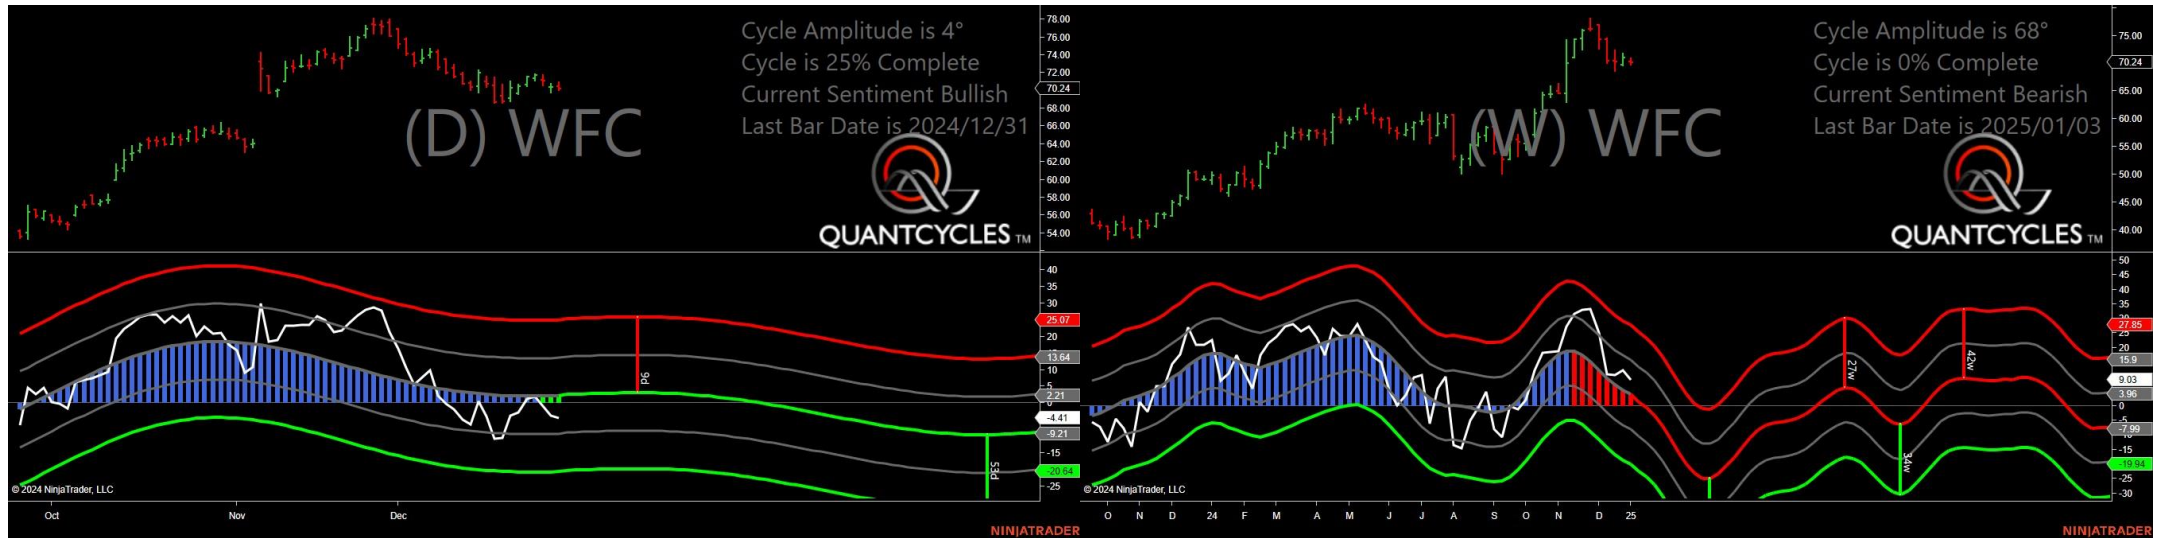 Cycle Amplitude is 4°
Cycle is 25% Complete
Current Sentiment Bullish
Last Bar Date is 2024/12/31
(D) WFC
QUANTCYCLES TM
78.00
76.00
74.00
72.00
70.24
68.00
66.00
64.00
62.00
60.00
58.00
56.00
54.00
40
35
30
25.07
20
13.64
10
5
2.21
0
-4.41
-9.21
-15
-20.64
-25
9d
53d
© 2024 NinjaTrader, LLC
Oct Nov Dec
NINJATRADER
Cycle Amplitude is 68°
Cycle is 0% Complete
Current Sentiment Bearish
Last Bar Date is 2025/01/03
(W) WFC
QUANTCYCLES TM
75.00
70.24
65.00
60.00
55.00
50.00
45.00
40.00
50
45
40
35
27.85
20
15.9
9.03
3.96
0
-7.99
-15
-19.94
-25
-30
27w
42w
34w
© 2024 NinjaTrader, LLC
O N D 24 F M A M J J A S O N D 25
NINJATRADER